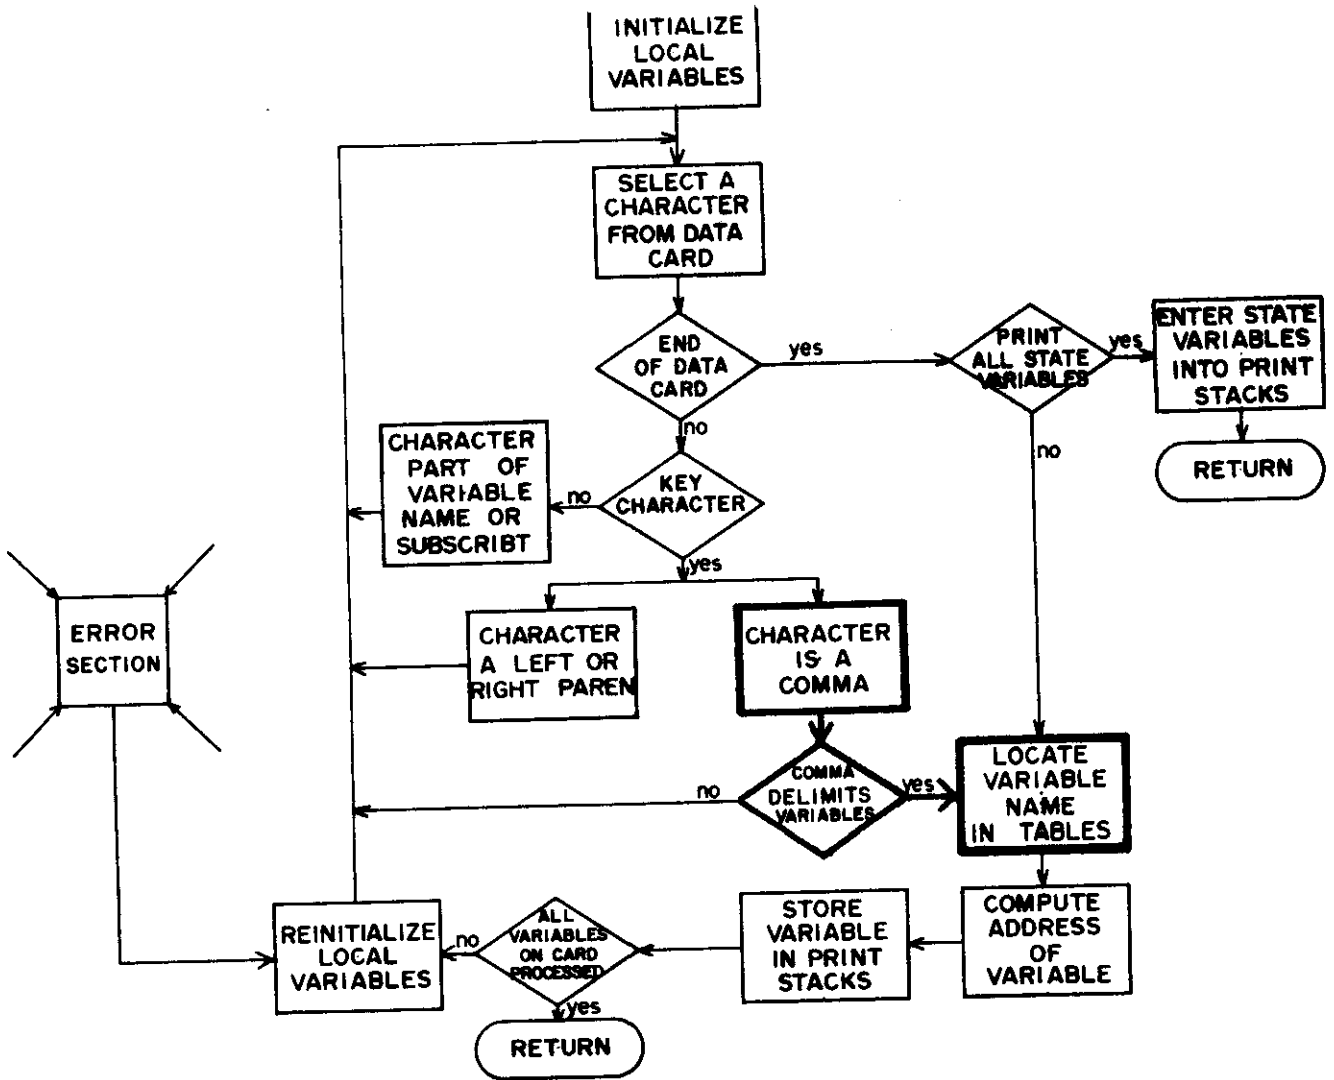 INITIALIZE
LOCAL
VARIABLES
SELECT A
CHARACTER
FROM DATA
CARD
END
OF DATA
CARD
yes
PRINT
ALL STATE
VARIABLES
yes
ENTER STATE
VARIABLES
INTO PRINT
STACKS
RETURN
no
no
KEY
CHARACTER
no
CHARACTER
PART OF
VARIABLE
NAME OR
SUBSCRIBT
yes
CHARACTER
A LEFT OR
RIGHT PAREN
CHARACTER
IS A
COMMA
ERROR
SECTION
COMMA
DELIMITS
VARIABLES
no
yes
LOCATE
VARIABLE
NAME
IN TABLES
COMPUTE
ADDRESS
OF
VARIABLE
STORE
VARIABLE
IN PRINT
STACKS
ALL
VARIABLES
ON CARD
PROCESSED
no
REINITIALIZE
LOCAL
VARIABLES
yes
RETURN